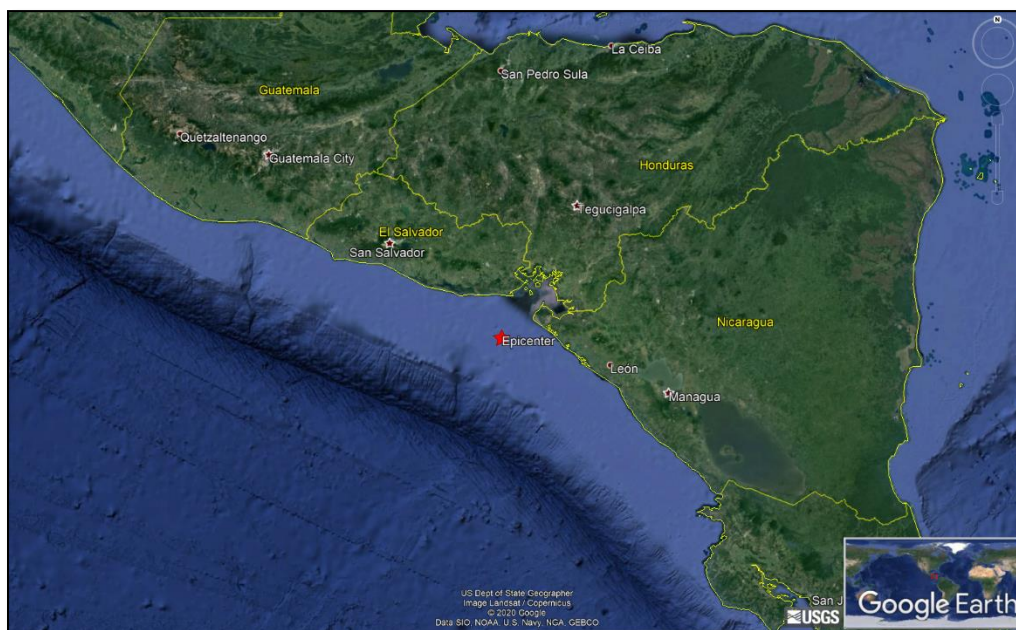 N
La Ceiba
San Pedro Sula
Guatemala
Quetzaltenango
Guatemala City
Honduras
Tegucigalpa
El Salvador
San Salvador
Nicaragua
Epicenter
León
Managua
US Dept of State Geographer
Image Landsat / Copernicus
© 2020 Google
Data SIO, NOAA, U.S. Navy, NGA, GEBCO
San J
USGS
Google Earth